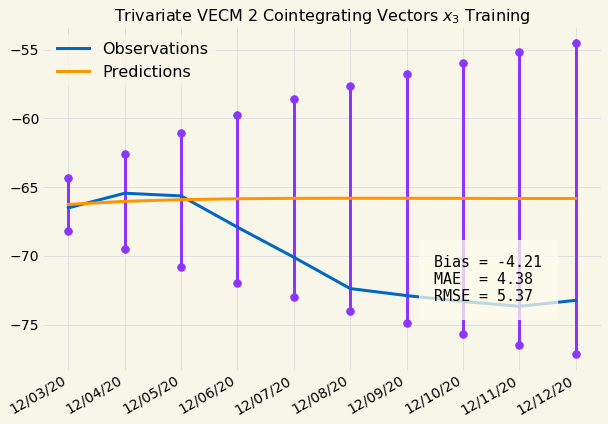 Trivariate VECM 2 Cointegrating Vectors x₃ Training
Observations
Predictions
−55
−60
−65
−70
−75
Bias = -4.21
MAE  = 4.38
RMSE = 5.37
12/03/20
12/04/20
12/05/20
12/06/20
12/07/20
12/08/20
12/09/20
12/10/20
12/11/20
12/12/20